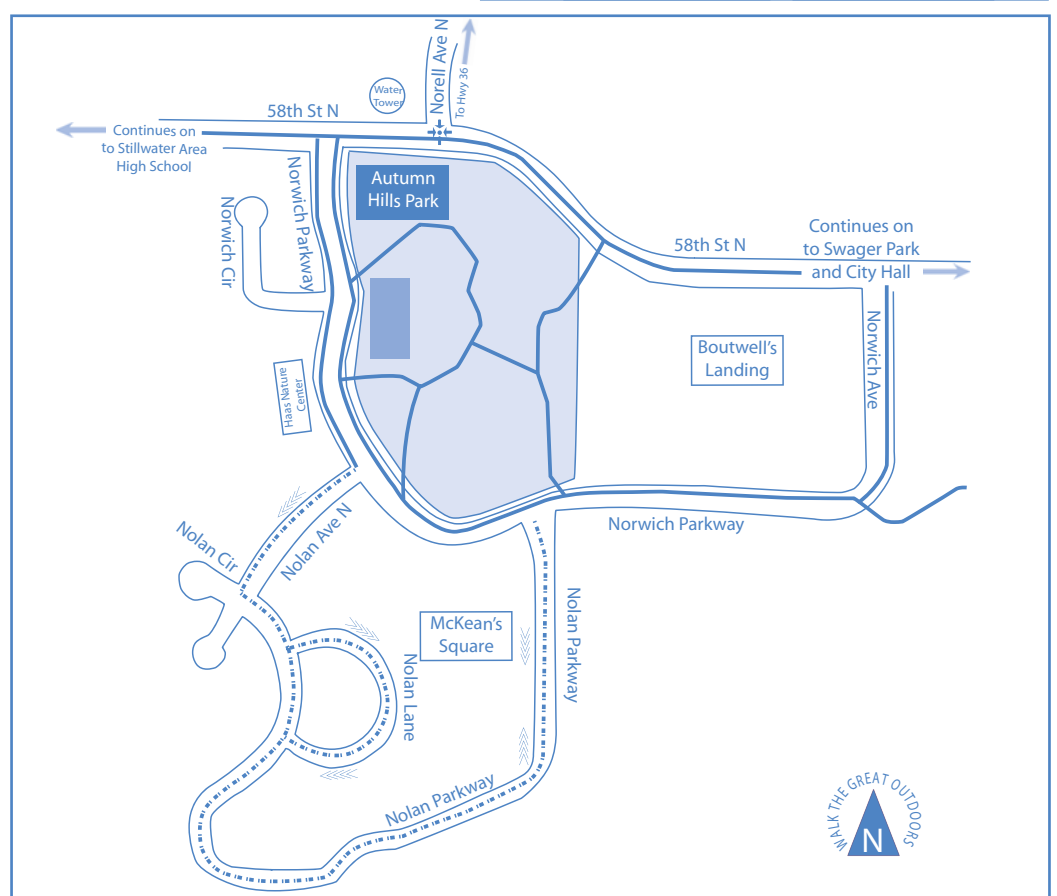 Norell Ave N
To Hwy 36
Water
Tower
58th St N
Continues on
to Stillwater Area
High School
Autumn
Hills Park
Norwich Parkway
Norwich Cir
Continues on
to Swager Park
and City Hall
58th St N
Boutwell's
Landing
Norwich Ave
Haas Nature
Center
Norwich Parkway
Nolan Ave N
Nolan Cir
McKean's
Square
Nolan Parkway
Nolan Lane
Nolan Parkway
WALK THE GREAT OUTDOORS
N